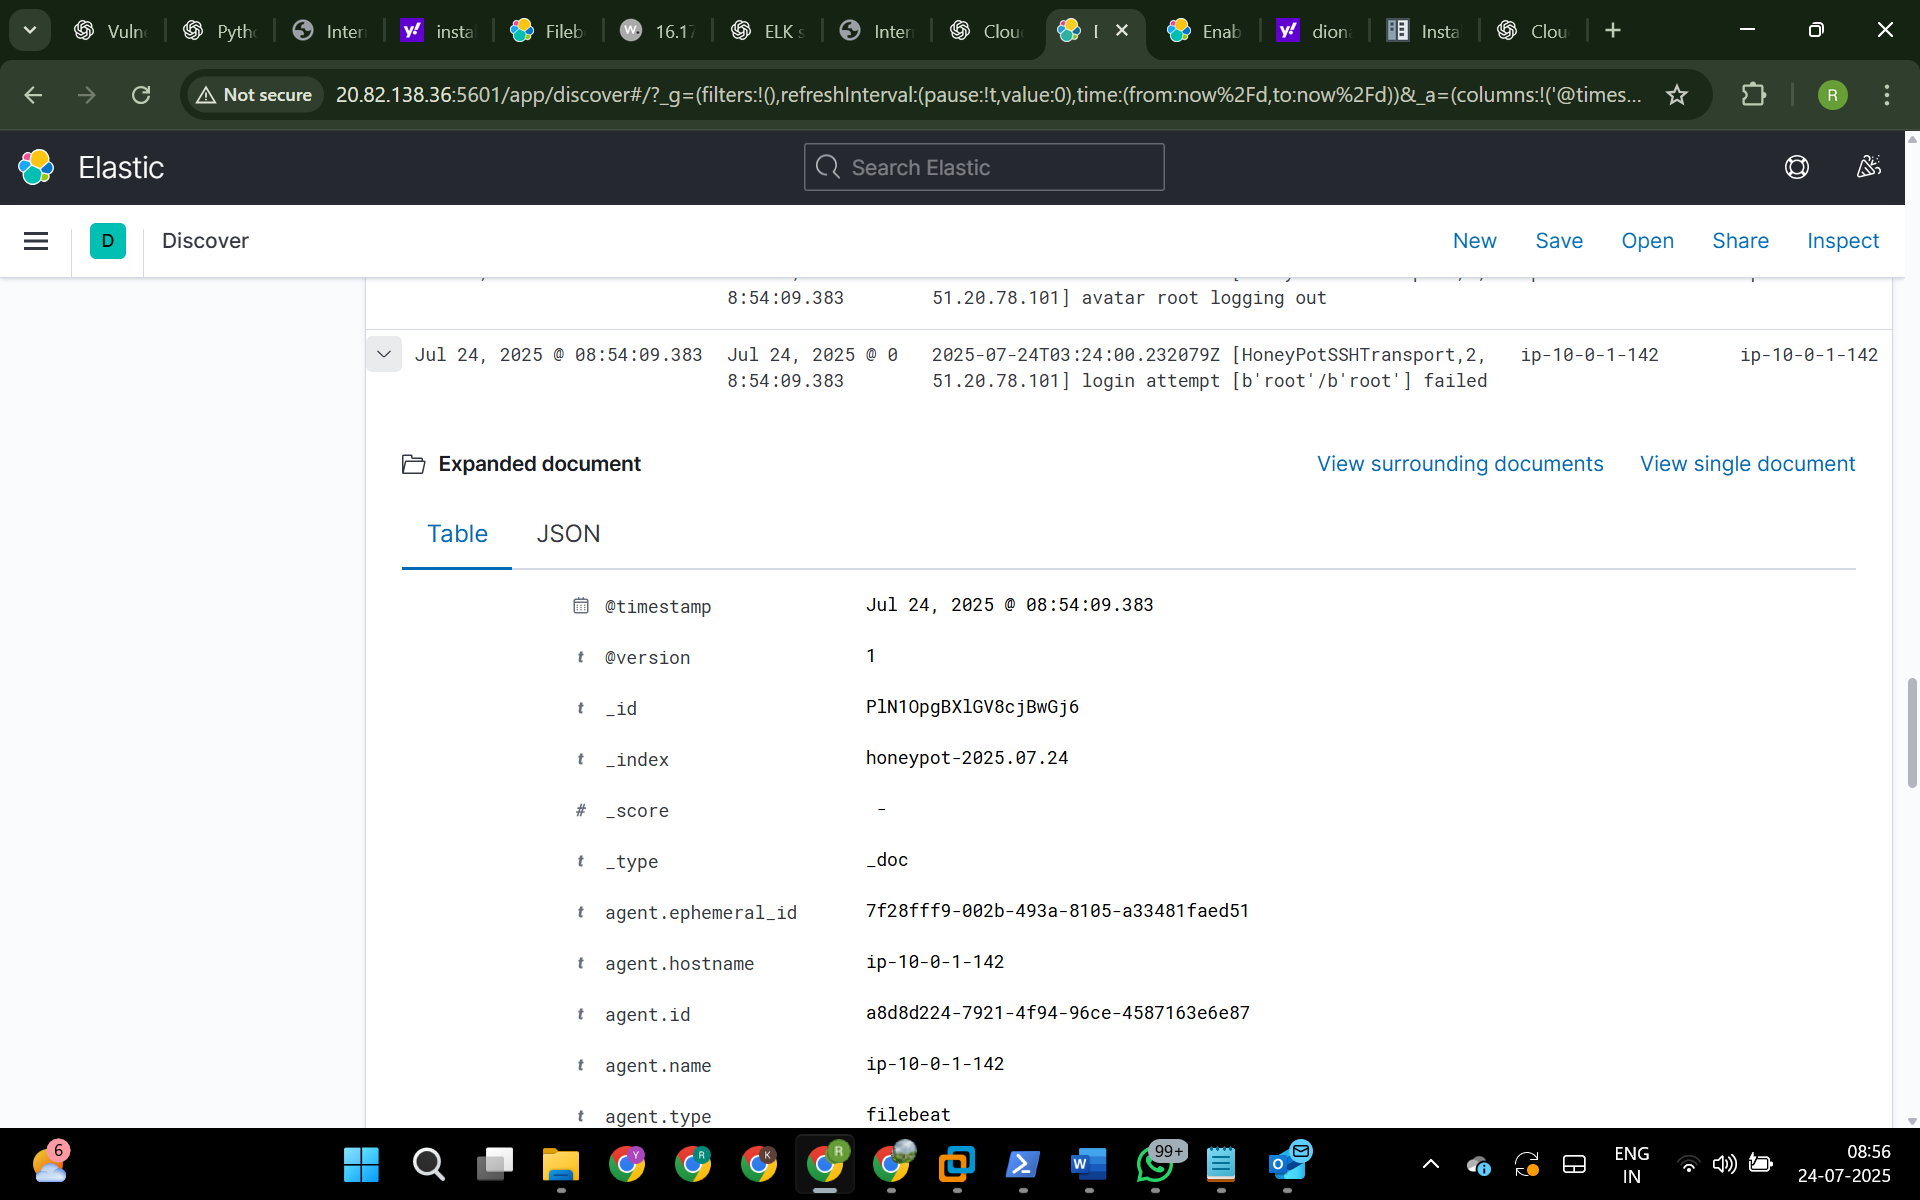 Vuln
Pyth
Inter
insta
Fileb
16.17
ELK s
Inter
Clou
Enab
dion
Insta
Clou
Not secure
20.82.138.36:5601/app/discover#/?_g=(filters:!(),refreshInterval:(pause:!t,value:0),time:(from:now%2Fd,to:now%2Fd))&_a=(columns:!('@times...
R
Elastic
Search Elastic
D
Discover
New Save Open Share Inspect
8:54:09.383 51.20.78.101] avatar root logging out
Jul 24, 2025 @ 08:54:09.383 Jul 24, 2025 @ 0 2025-07-24T03:24:00.232079Z [HoneyPotSSHTransport,2, ip-10-0-1-142 ip-10-0-1-142
8:54:09.383 51.20.78.101] login attempt [b'root'/b'root'] failed
Expanded document View surrounding documents View single document
Table JSON
@timestamp Jul 24, 2025 @ 08:54:09.383
t @version 1
t _id PlN1OpgBXlGV8cjBwGj6
t _index honeypot-2025.07.24
# _score -
t _type _doc
t agent.ephemeral_id 7f28fff9-002b-493a-8105-a33481faed51
t agent.hostname ip-10-0-1-142
t agent.id a8d8d224-7921-4f94-96ce-4587163e6e87
t agent.name ip-10-0-1-142
t agent.type filebeat
6
Y
R
K
R
W
99+
O
ENG
IN
08:56
24-07-2025